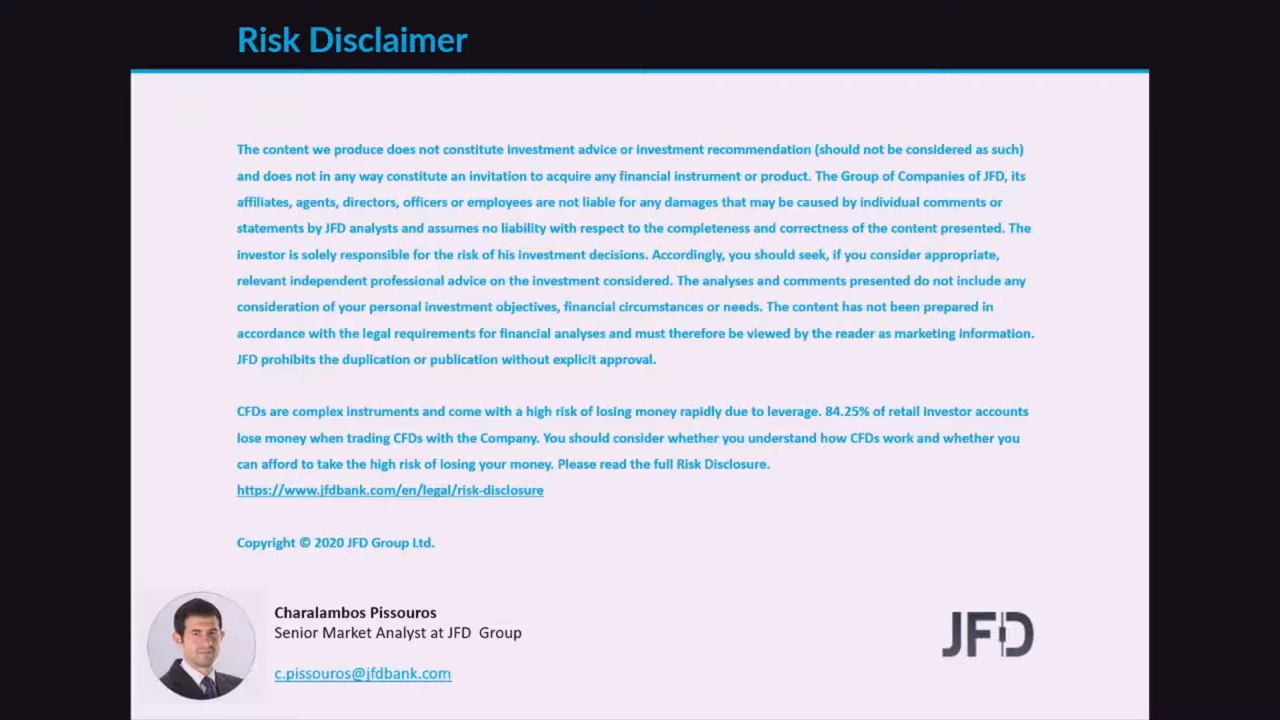 Risk Disclaimer
The content we produce does not constitute investment advice or investment recommendation (should not be considered as such)
and does not in any way constitute an invitation to acquire any financial instrument or product. The Group of Companies of JFD, its
affiliates, agents, directors, officers or employees are not liable for any damages that may be caused by individual comments or
statements by JFD analysts and assumes no liability with respect to the completeness and correctness of the content presented. The
investor is solely responsible for the risk of his investment decisions. Accordingly, you should seek, if you consider appropriate,
relevant independent professional advice on the investment considered. The analyses and comments presented do not include any
consideration of your personal investment objectives, financial circumstances or needs. The content has not been prepared in
accordance with the legal requirements for financial analyses and must therefore be viewed by the reader as marketing information.
JFD prohibits the duplication or publication without explicit approval.
CFDs are complex instruments and come with a high risk of losing money rapidly due to leverage. 84.25% of retail investor accounts
lose money when trading CFDs with the Company. You should consider whether you understand how CFDs work and whether you
can afford to take the high risk of losing your money. Please read the full Risk Disclosure.
https://www.jfdbank.com/en/legal/risk-disclosure
Copyright © 2020 JFD Group Ltd.
Charalambos Pissouros
Senior Market Analyst at JFD Group
c.pissouros@jfdbank.com
JFD